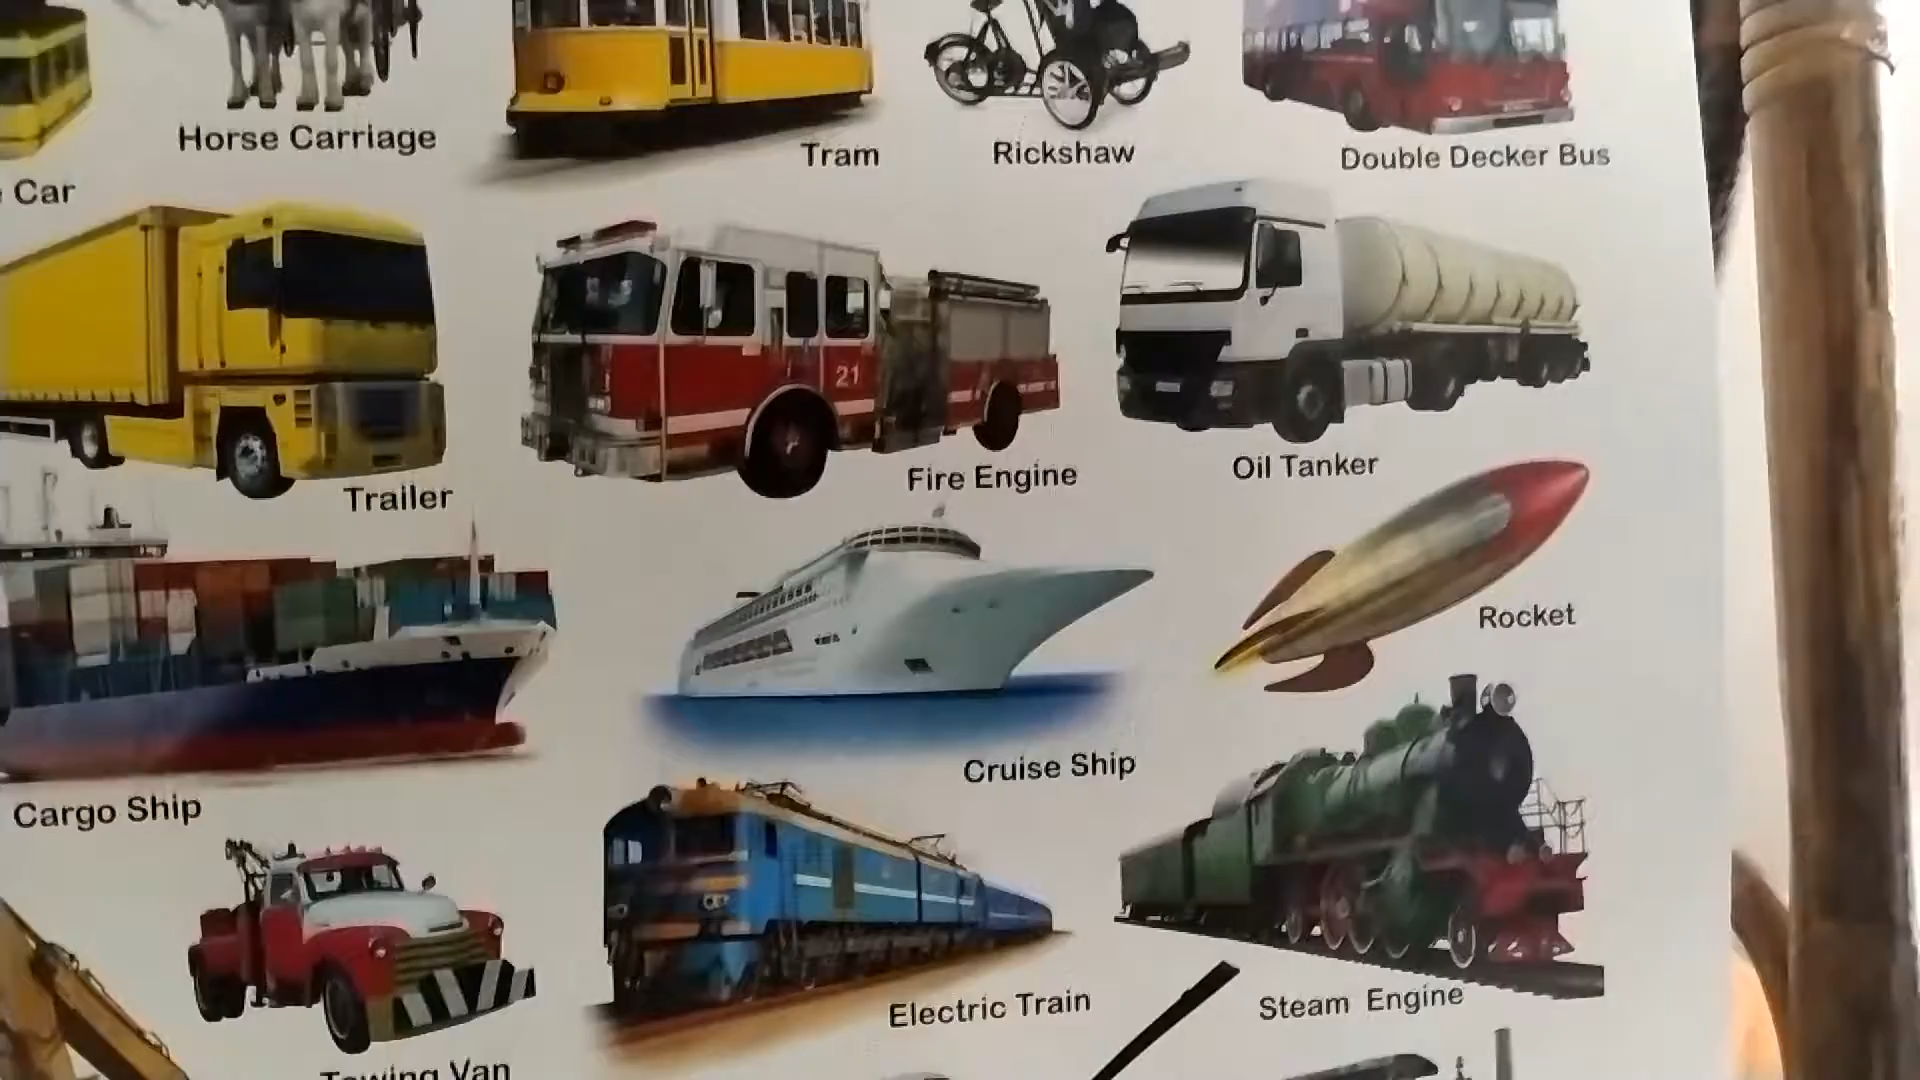 Horse Carriage
Tram
Rickshaw
Double Decker Bus
Car
Trailer
21
Fire Engine
Oil Tanker
Rocket
Cargo Ship
Cruise Ship
Electric Train
Steam Engine
Towing Van